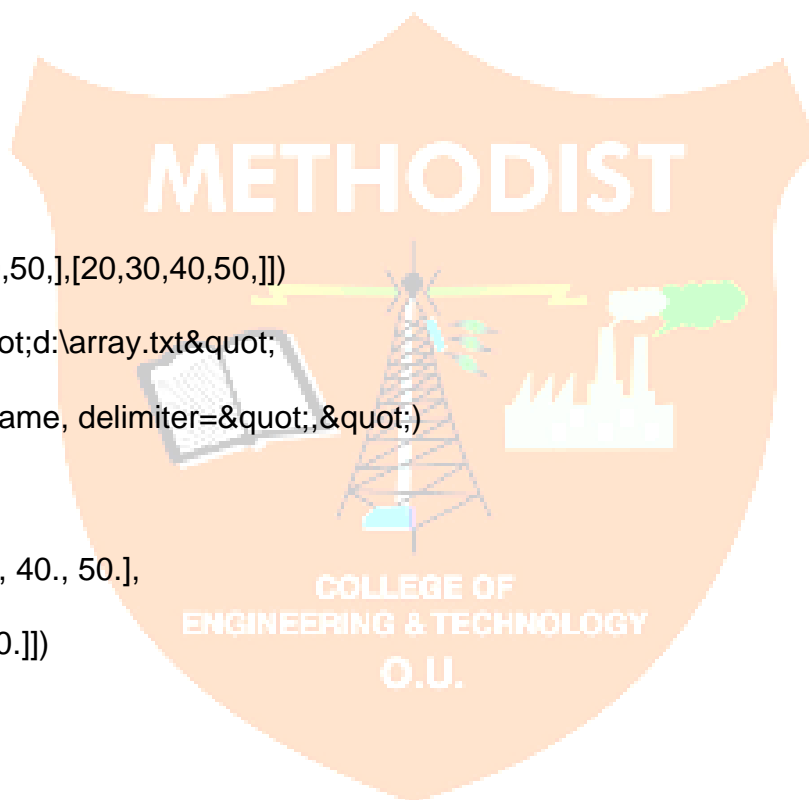 METHODIST
,50,],[20,30,40,50,]])
ot;d:\array.txt&quot;
ame, delimiter=&quot;,&quot;)
, 40., 50.],
0.]])
COLLEGE OF
ENGINEERING & TECHNOLOGY
O.U.